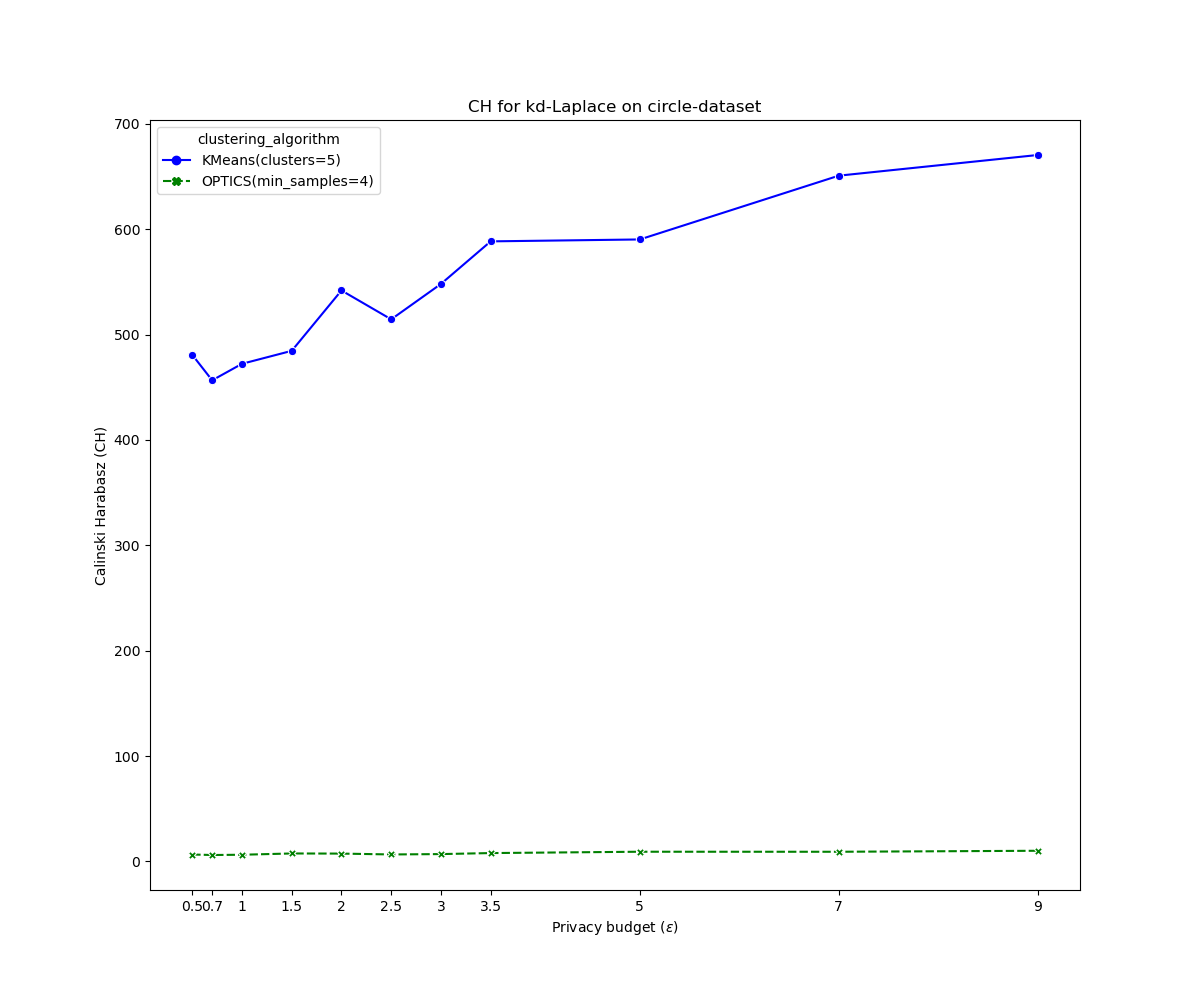 CH for kd-Laplace on circle-dataset
clustering_algorithm
KMeans(clusters=5)
OPTICS(min_samples=4)
700
600
500
400
300
200
100
0
Calinski Harabasz (CH)
0.5 0.7 1 1.5 2 2.5 3 3.5 5 7 9
Privacy budget (ε)